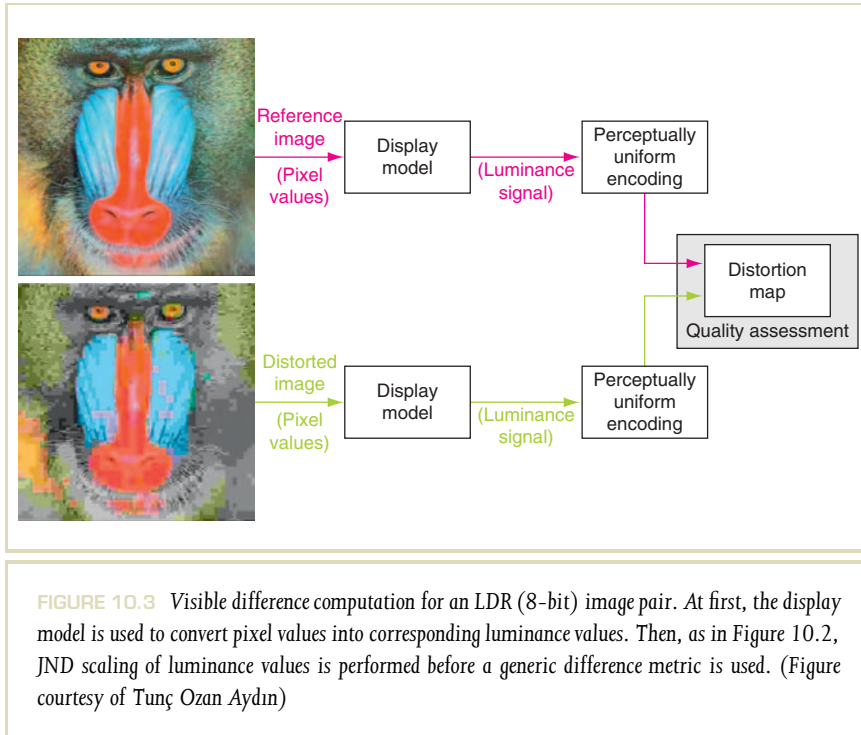 Reference
image
(Pixel
values)
Display
model
(Luminance
signal)
Perceptually
uniform
encoding
Distortion
map
Quality assessment
Distorted
image
(Pixel
values)
Display
model
(Luminance
signal)
Perceptually
uniform
encoding
FIGURE 10.3 Visible difference computation for an LDR (8-bit) image pair. At first, the display
model is used to convert pixel values into corresponding luminance values. Then, as in Figure 10.2,
JND scaling of luminance values is performed before a generic difference metric is used. (Figure
courtesy of Tunç Ozan Aydın)